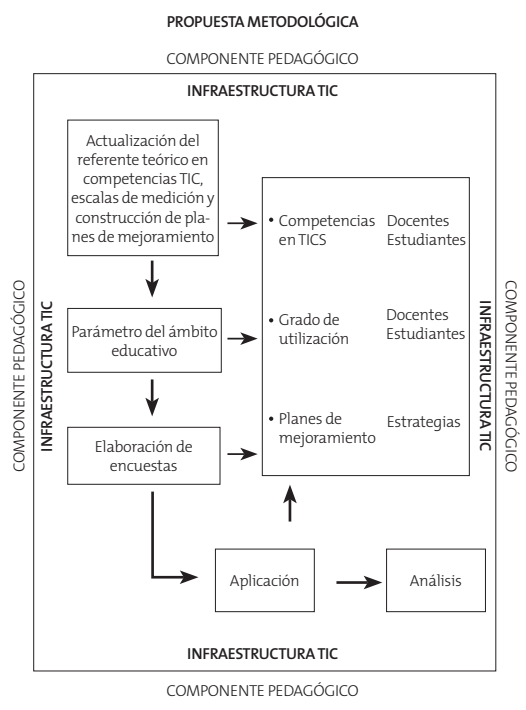 PROPUESTA METODOLÓGICA
COMPONENTE PEDAGÓGICO
INFRAESTRUCTURA TIC
COMPONENTE PEDAGÓGICO
INFRAESTRUCTURA TIC
Actualización del
referente teórico en
competencias TIC,
escalas de medición y
construcción de pla-
nes de mejoramiento
Parámetro del ámbito
educativo
Elaboración de
encuestas
• Competencias
en TICS
Docentes
Estudiantes
• Grado de
utilización
Docentes
Estudiantes
• Planes de
mejoramiento
Estrategias
Aplicación
Análisis
INFRAESTRUCTURA TIC
COMPONENTE PEDAGÓGICO
INFRAESTRUCTURA TIC
COMPONENTE PEDAGÓGICO